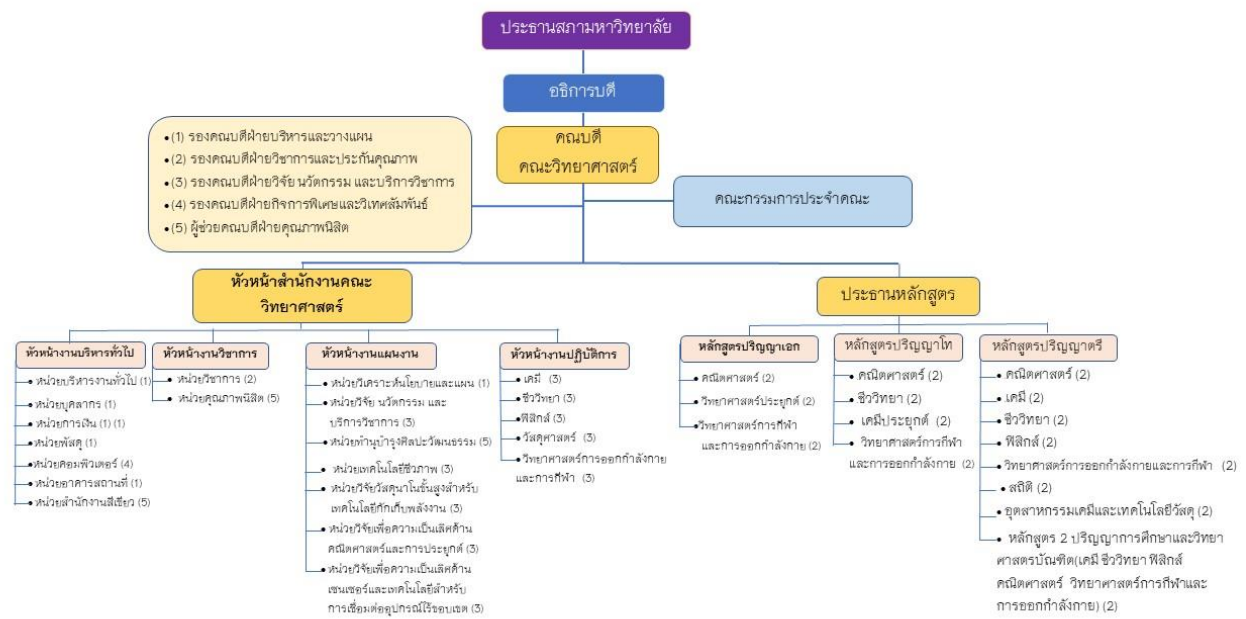 ประธานสภามหาวิทยาลัย
อธิการบดี
คณบดี
คณะวิทยาศาสตร์
•(1) รองคณบดีฝ่ายบริหารและวางแผน
•(2) รองคณบดีฝ่ายวิชาการและประกันคุณภาพ
•(3) รองคณบดีฝ่ายวิจัย นวัตกรรม และบริการวิชาการ
•(4) รองคณบดีฝ่ายกิจการพิเศษและวิเทศสัมพันธ์
•(5) ผู้ช่วยคณบดีฝ่ายคุณภาพนิสิต
คณะกรรมการประจำคณะ
หัวหน้าสำนักงานคณะ
วิทยาศาสตร์
ประธานหลักสูตร
หัวหน้างานบริหารทั่วไป
• หน่วยบริหารงานทั่วไป (1)
• หน่วยบุคลากร (1)
• หน่วยการเงิน (1) (1)
• หน่วยพัสดุ (1)
• หน่วยคอมพิวเตอร์ (4)
• หน่วยอาคารสถานที่ (1)
• หน่วยสำนักงานสีเขียว (5)
หัวหน้างานวิชาการ
• หน่วยวิชาการ (2)
• หน่วยคุณภาพนิสิต (5)
หัวหน้างานแผนงาน
• หน่วยวิเคราะห์นโยบายและแผน (1)
• หน่วยวิจัย นวัตกรรม และ
บริการวิชาการ (3)
• หน่วยทำนุบำรุงศิลปะวัฒนธรรม (5)
• หน่วยเทคโนโลยีชีวภาพ (3)
• หน่วยวิจัยวัสดุนาโนขั้นสูงสำหรับ
เทคโนโลยีกักเก็บพลังงาน (3)
• หน่วยวิจัยเพื่อความเป็นเลิศด้าน
คณิตศาสตร์และการประยุกต์ (3)
• หน่วยวิจัยเพื่อความเป็นเลิศด้าน
เซนเซอร์และเทคโนโลยีสำหรับ
การเชื่อมต่ออุปกรณ์ไร้ขอบเขต (3)
หัวหน้างานปฏิบัติการ
• เคมี (3)
• ชีววิทยา (3)
• ฟิสิกส์ (3)
• วัสดุศาสตร์ (3)
• วิทยาศาสตร์การออกกำลังกาย
และการกีฬา (3)
หลักสูตรปริญญาเอก
• คณิตศาสตร์ (2)
• วิทยาศาสตร์ประยุกต์ (2)
• วิทยาศาสตร์การกีฬา
และการออกกำลังกาย (2)
หลักสูตรปริญญาโท
• คณิตศาสตร์ (2)
• ชีววิทยา (2)
• เคมีประยุกต์ (2)
• วิทยาศาสตร์การกีฬา
และการออกกำลังกาย (2)
หลักสูตรปริญญาตรี
• คณิตศาสตร์ (2)
• เคมี (2)
• ชีววิทยา (2)
• ฟิสิกส์ (2)
• วิทยาศาสตร์การออกกำลังกายและการกีฬา (2)
• สถิติ (2)
• อุตสาหกรรมเคมีและเทคโนโลยีวัสดุ (2)
• หลักสูตร 2 ปริญญาการศึกษาและวิทยา
ศาสตรบัณฑิต(เคมี ชีววิทยา ฟิสิกส์
คณิตศาสตร์ วิทยาศาสตร์การกีฬาและ
การออกกำลังกาย) (2)